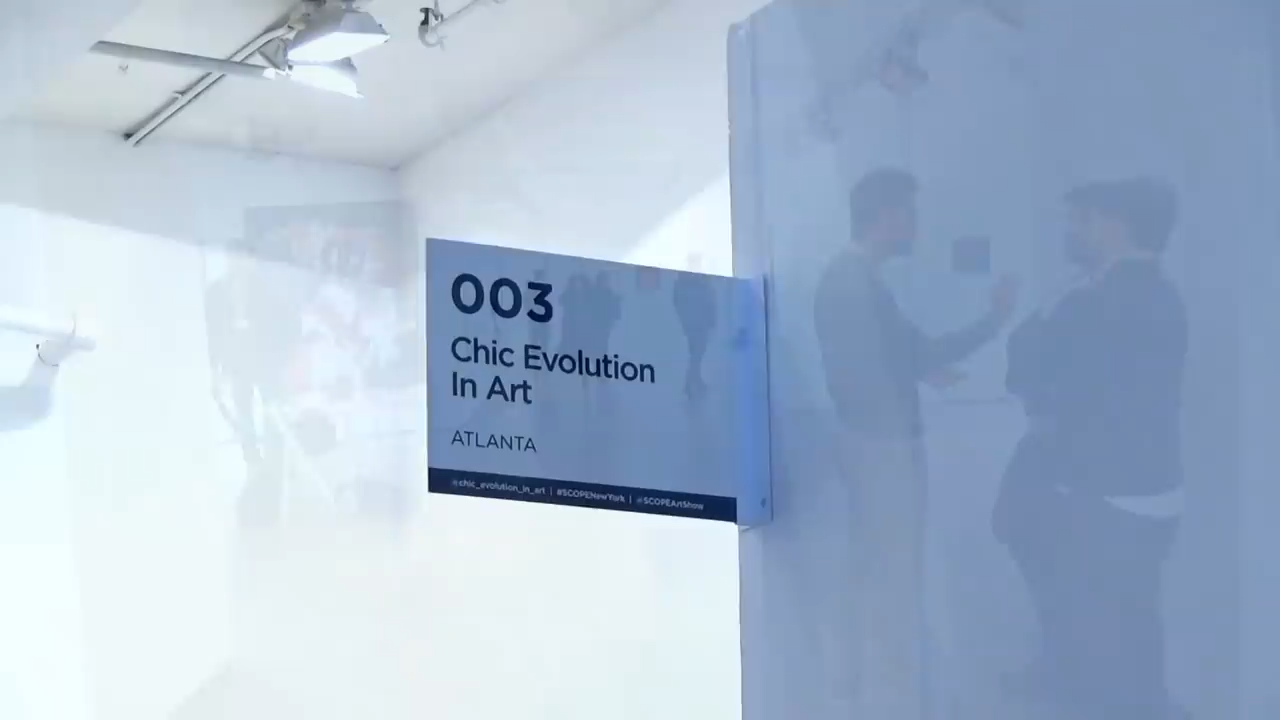 003
Chic Evolution
In Art
ATLANTA
@chic_evolution_in_art | #SCOPENewYork | @SCOPEArtShow